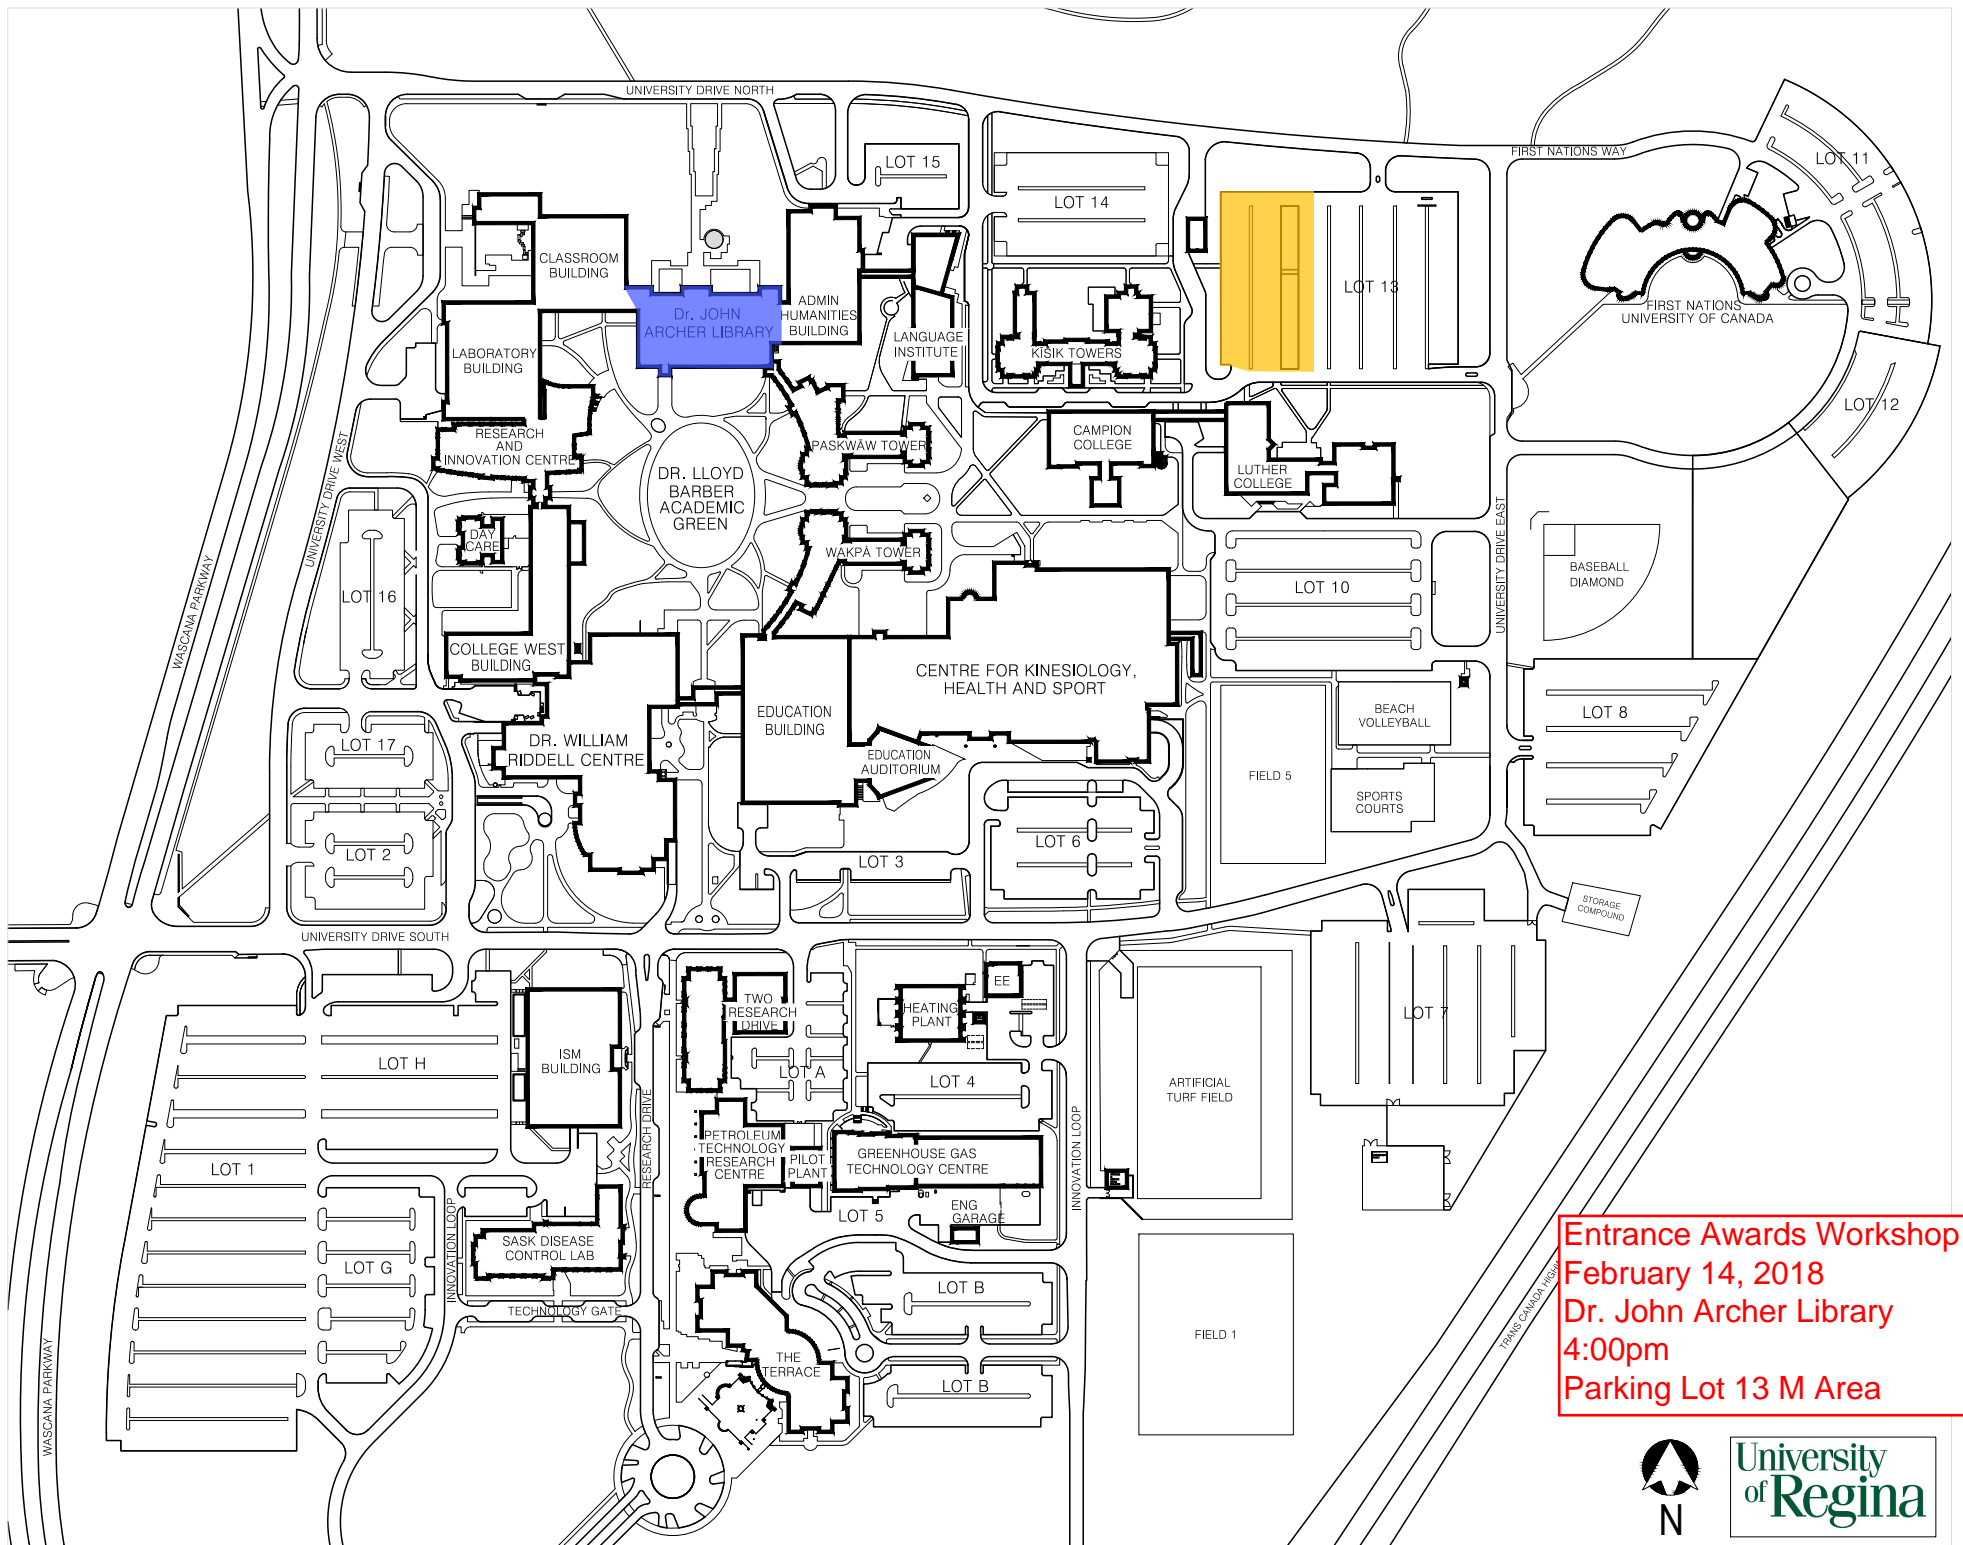 UNIVERSITY DRIVE NORTH
FIRST NATIONS WAY
LOT 15
LOT 11
LOT 14
CLASSROOM
BUILDING
LOT 13
ADMIN
HUMANITIES
BUILDING
Dr. JOHN
ARCHER LIBRARY
FIRST NATIONS
UNIVERSITY OF CANADA
LANGUAGE
INSTITUTE
KĪSIK TOWERS
LABORATORY
BUILDING
LOT 12
RESEARCH
AND
INNOVATION CENTRE
PASKWĀW TOWER
CAMPION
COLLEGE
LUTHER
COLLEGE
DR. LLOYD
BARBER
ACADEMIC
GREEN
UNIVERSITY DRIVE WEST
UNIVERSITY DRIVE EAST
DAY
CARE
WAKPĀ TOWER
BASEBALL
DIAMOND
LOT 10
LOT 16
WASCANA PARKWAY
COLLEGE WEST
BUILDING
CENTRE FOR KINESIOLOGY,
HEALTH AND SPORT
EDUCATION
BUILDING
BEACH
VOLLEYBALL
LOT 8
LOT 17
DR. WILLIAM
RIDDELL CENTRE
EDUCATION
AUDITORIUM
FIELD 5
SPORTS
COURTS
LOT 2
LOT 3
LOT 6
STORAGE
COMPOUND
UNIVERSITY DRIVE SOUTH
EE
TWO
RESEARCH
DRIVE
HEATING
PLANT
LOT 7
ISM
BUILDING
LOT H
LOT A
LOT 4
ARTIFICIAL
TURF FIELD
RESEARCH DRIVE
INNOVATION LOOP
PETROLEUM
TECHNOLOGY
RESEARCH
CENTRE
PILOT
PLANT
GREENHOUSE GAS
TECHNOLOGY CENTRE
LOT 1
LOT 5
ENG
GARAGE
INNOVATION LOOP
SASK DISEASE
CONTROL LAB
LOT G
LOT B
TECHNOLOGY GATE
FIELD 1
THE
TERRACE
LOT B
WASCANA PARKWAY
TRANS CANADA
Entrance Awards Workshop
February 14, 2018
Dr. John Archer Library
4:00pm
Parking Lot 13 M Area
N
University
of Regina